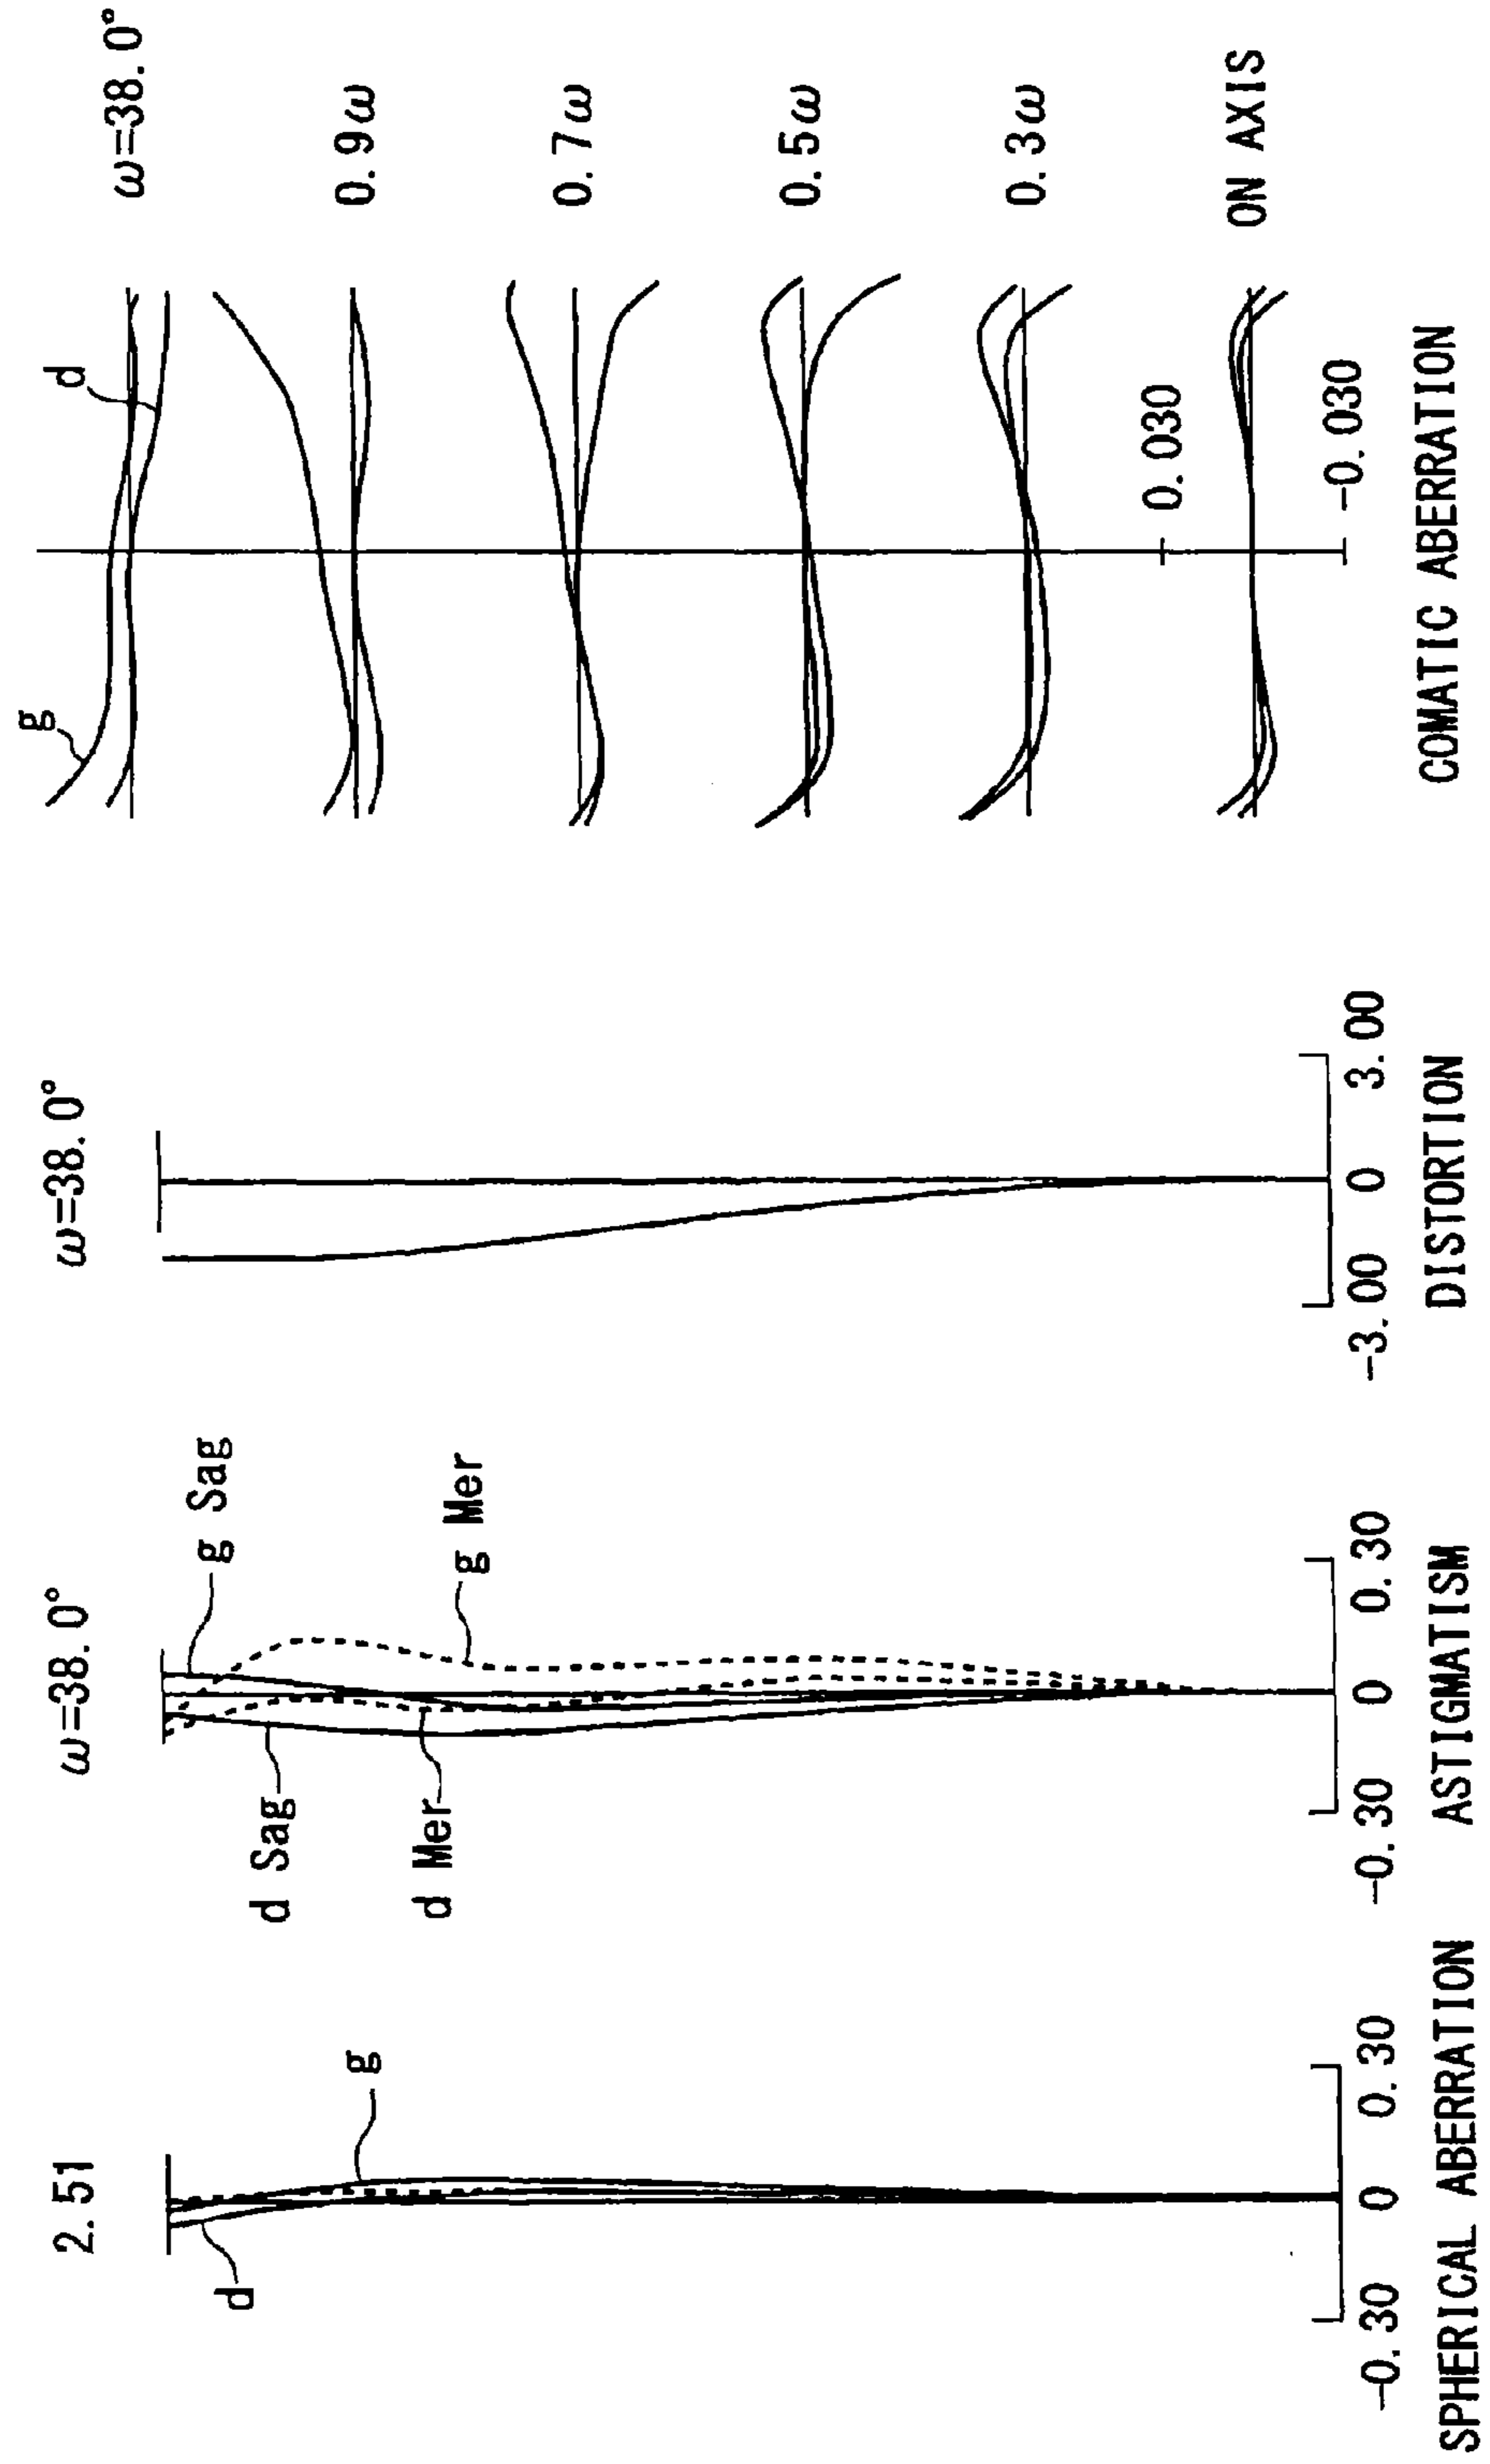 2.51
g
d
-0.30 0 0.30
SPHERICAL ABERRATION
ω=38.0°
g Sag
g Mer
d Sag
d Mer
-0.30 0 0.30
ASTIGMATISM
ω=38.0°
-3.00 0 3.00
DISTORTION
g
d
ω=38.0°
0.9ω
0.7ω
0.5ω
0.3ω
0.030
ON AXIS
-0.030
COMATIC ABERRATION